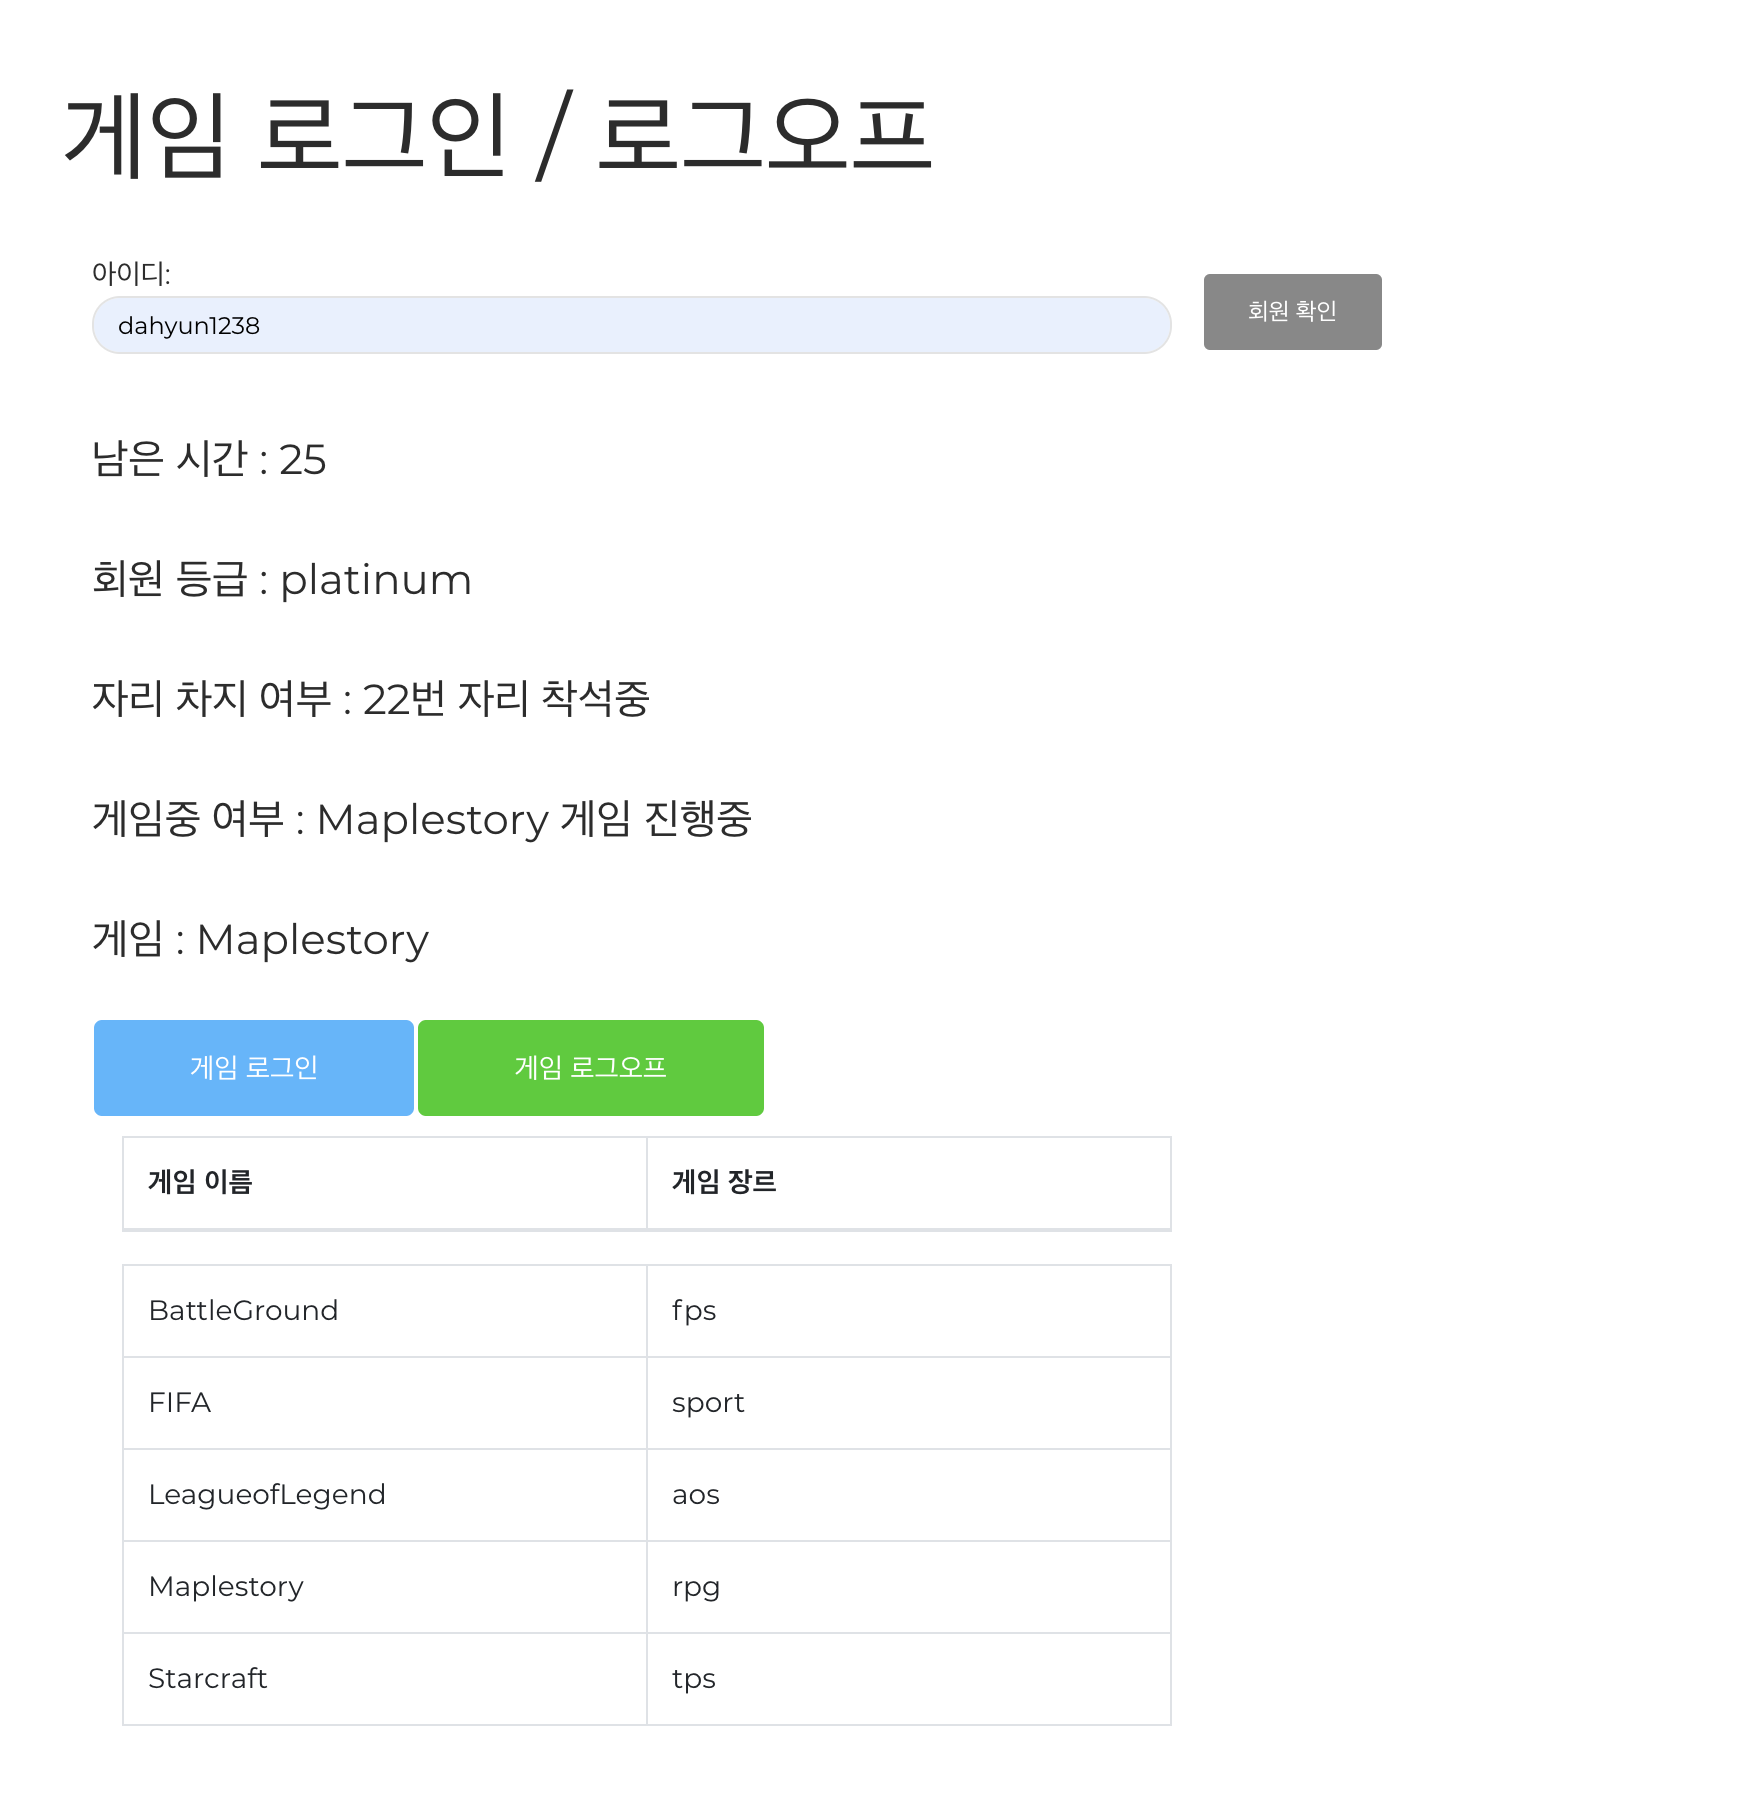 게임 로그인 / 로그오프
아이디:
dahyun1238
회원 확인
남은 시간 : 25
회원 등급 : platinum
자리 차지 여부 : 22번 자리 착석중
게임중 여부 : Maplestory 게임 진행중
게임 : Maplestory
게임 로그인 게임 로그오프
게임 이름 게임 장르
BattleGround fps
FIFA sport
LeagueofLegend aos
Maplestory rpg
Starcraft tps